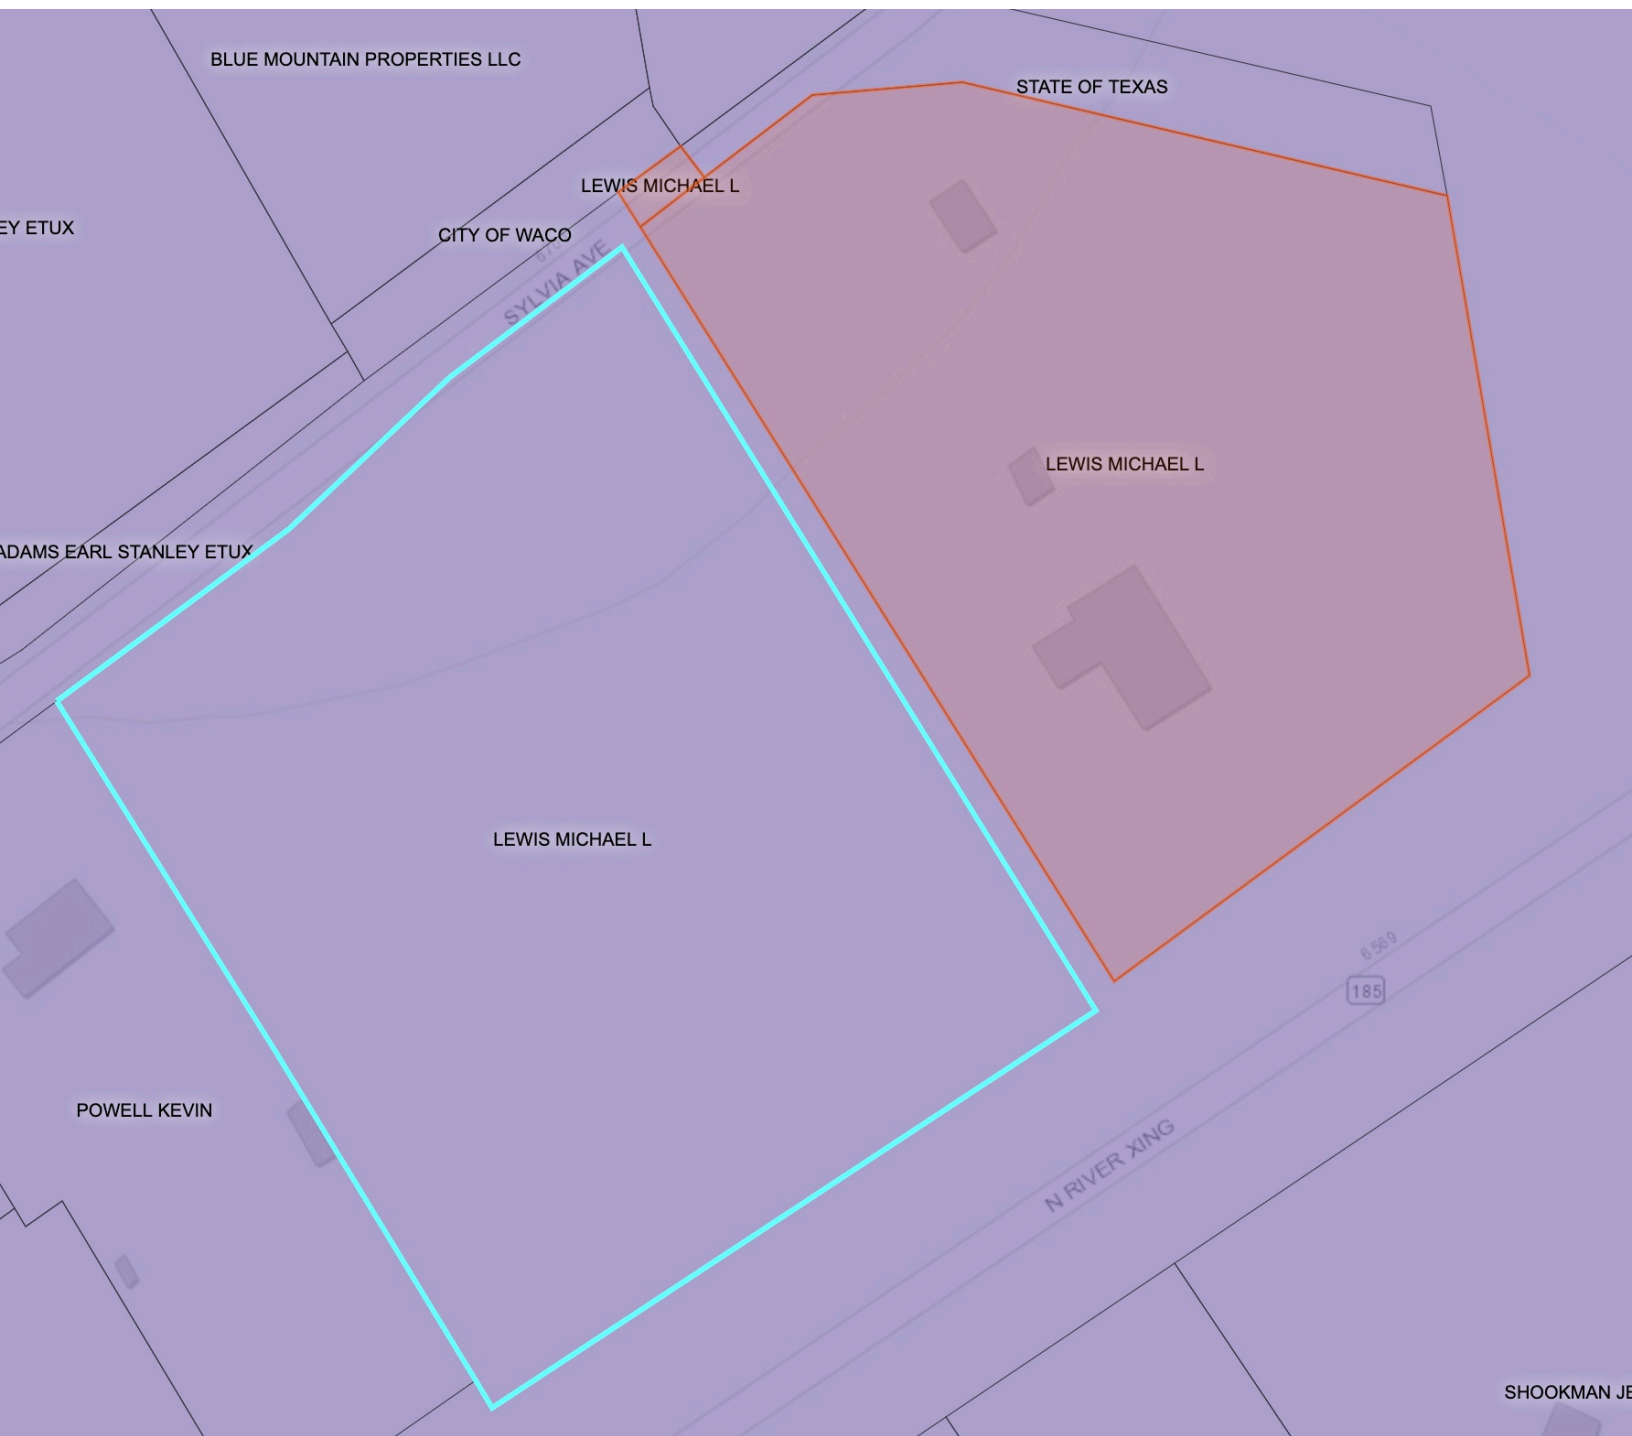 BLUE MOUNTAIN PROPERTIES LLC
STATE OF TEXAS
LEWIS MICHAEL L
EY ETUX
CITY OF WACO
SYLVIA AVE
LEWIS MICHAEL L
ADAMS EARL STANLEY ETUX
LEWIS MICHAEL L
6569
185
POWELL KEVIN
N RIVER XING
SHOOKMAN JE